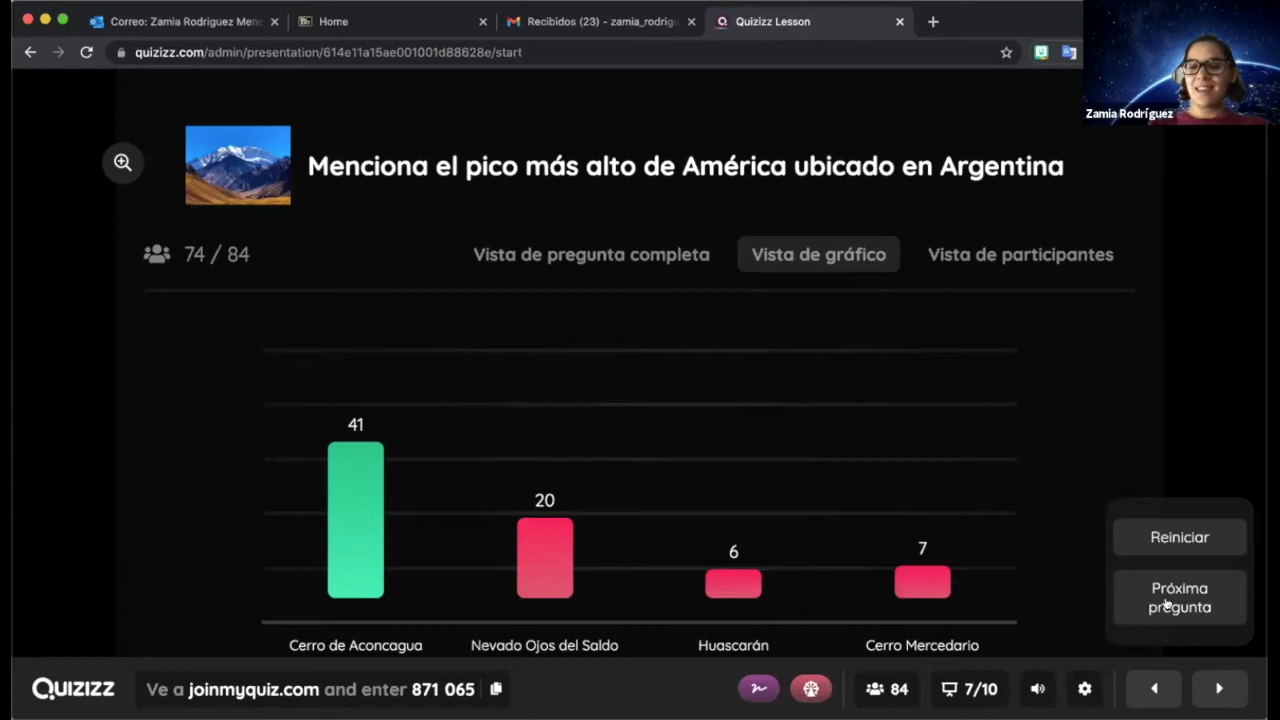 Correo: Zamia Rodriguez Men
Home
Recibidos (23) - zamia_rodrigu
Quizizz Lesson
quizizz.com/admin/presentation/614e11a15ae001001d88628e/start
Zamia Rodríguez
Menciona el pico más alto de América ubicado en Argentina
74 / 84
Vista de pregunta completa
Vista de gráfico
Vista de participantes
41
20
6
7
Reiniciar
Próxima
pregunta
Cerro de Aconcagua
Nevado Ojos del Saldo
Huascarán
Cerro Mercedario
Quizizz
Ve a joinmyquiz.com and enter 871 065
84
7/10